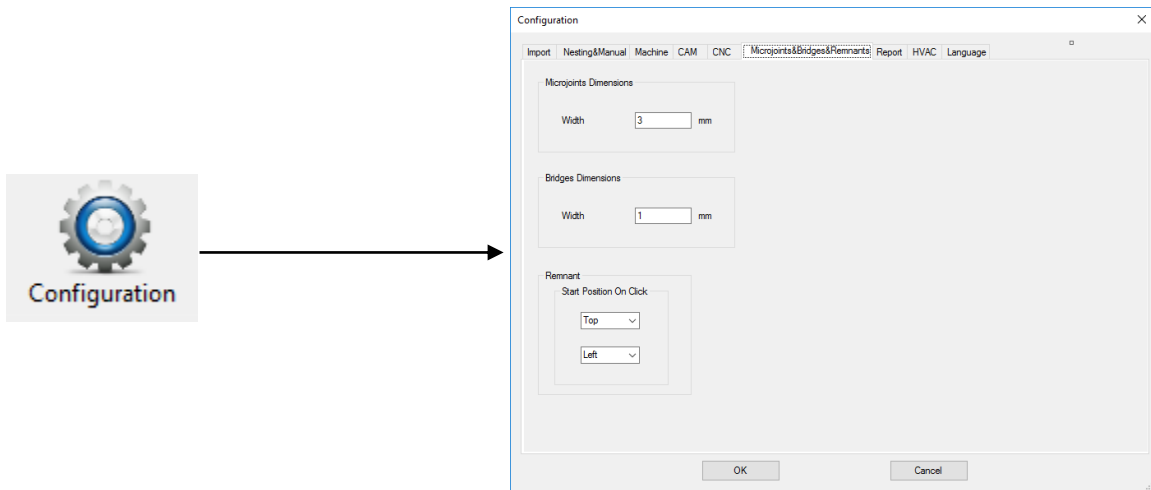 Configuration
Configuration
Import Nesting&Manual Machine CAM CNC Microjoints&Bridges&Remnants Report HVAC Language
Microjoints Dimensions
Width 3 mm
Bridges Dimensions
Width 1 mm
Remnant
Start Position On Click
Top
Left
OK Cancel